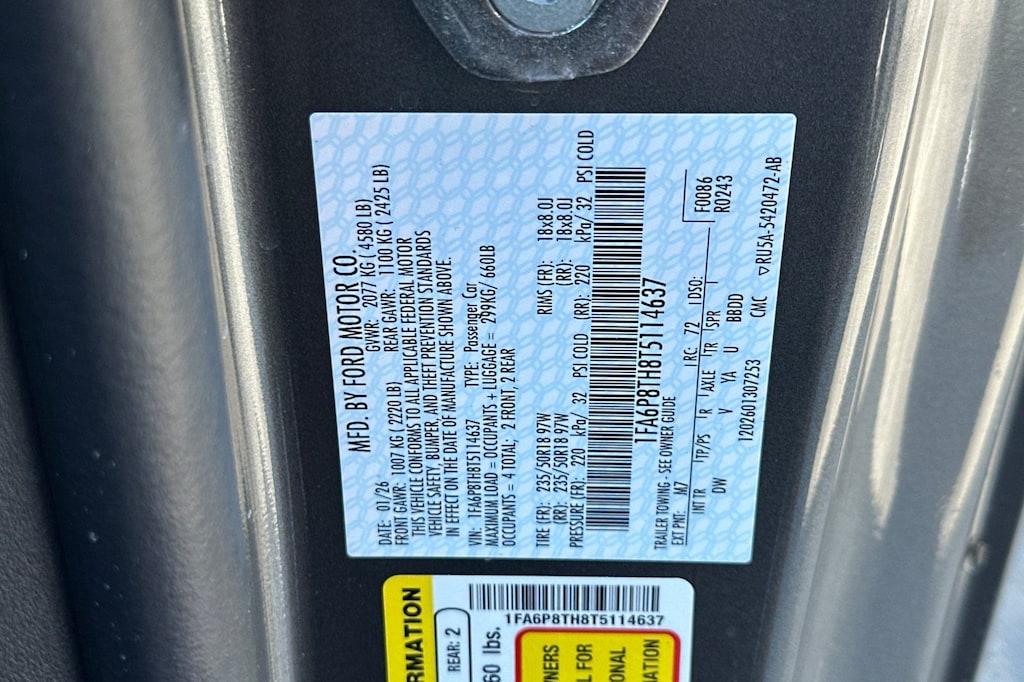 MFD. BY FORD MOTOR CO.
DATE: 01/26 GVWR: 2077 KG ( 4580 LB)
FRONT GAWR: 1007 KG ( 2220 LB) REAR GAWR: 1100 KG ( 2425 LB)
THIS VEHICLE CONFORMS TO ALL APPLICABLE FEDERAL MOTOR
VEHICLE SAFETY, BUMPER, AND THEFT PREVENTION STANDARDS
IN EFFECT ON THE DATE OF MANUFACTURE SHOWN ABOVE.
VIN: 1FA6P8TH8T5114637 TYPE: Passenger Car
MAXIMUM LOAD = OCCUPANTS + LUGGAGE = 299KG/ 660LB
OCCUPANTS = 4 TOTAL; 2 FRONT, 2 REAR
TIRE (FR): 235/50R18 97W RIMS (FR): 18x8.0J
(RR): 235/50R18 97W (RR): 18x8.0J
PRESSURE (FR): 220 kPa/ 32 PSI COLD (RR): 220 kPa/ 32 PSI COLD
1FA6P8TH8T5114637
TRAILER TOWING - SEE OWNER GUIDE F0086
EXT PNT: M7 RC: 72 DSO: R0243
INT TR TP/PS R AXLE TR SPR
DW V YA U BBDD
1202601307253 CMC ▽RU5A-5420472-AB
RMATION
REAR: 2
60 lbs.
1FA6P8TH8T5114637
NERS
L FOR
ONAL
NATION